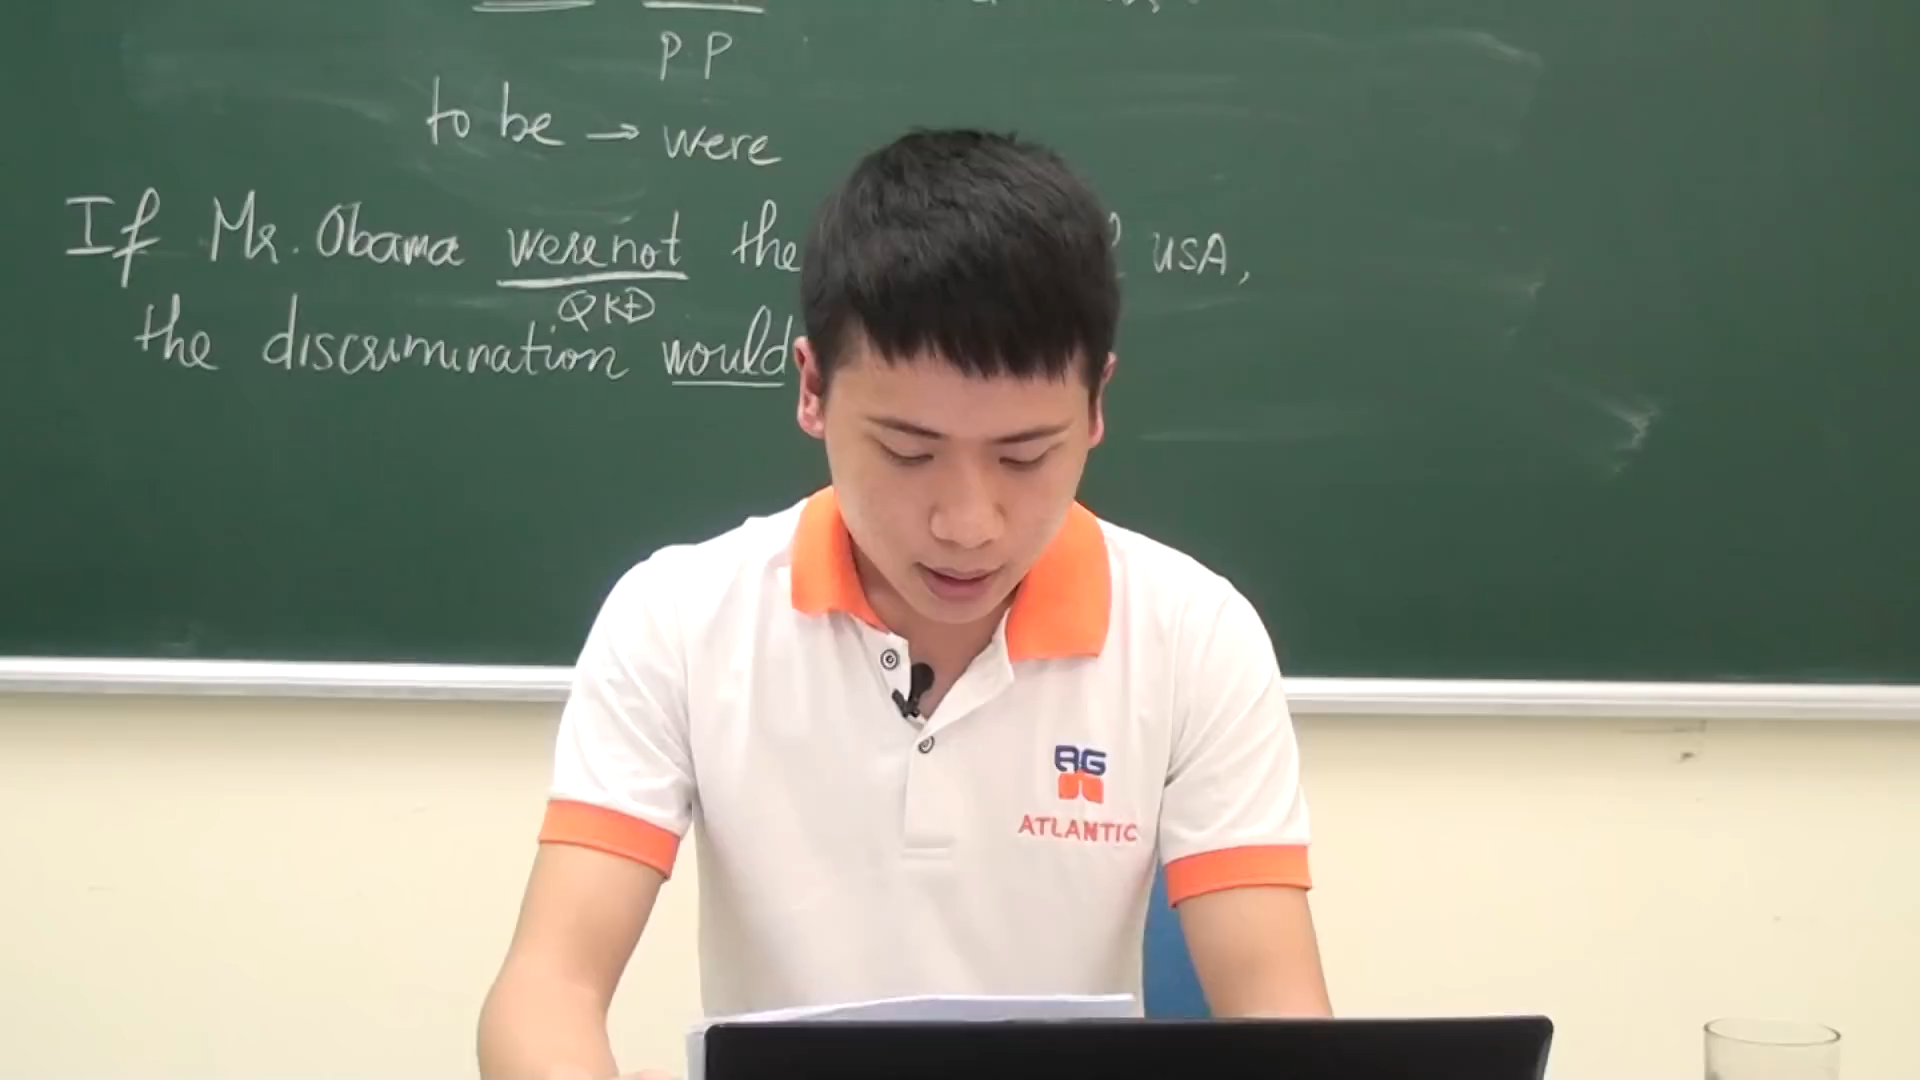 P.P
to be → were
If Mr. Obama were not the USA,
QKĐ
the discrimination would
AG
ATLANTIC